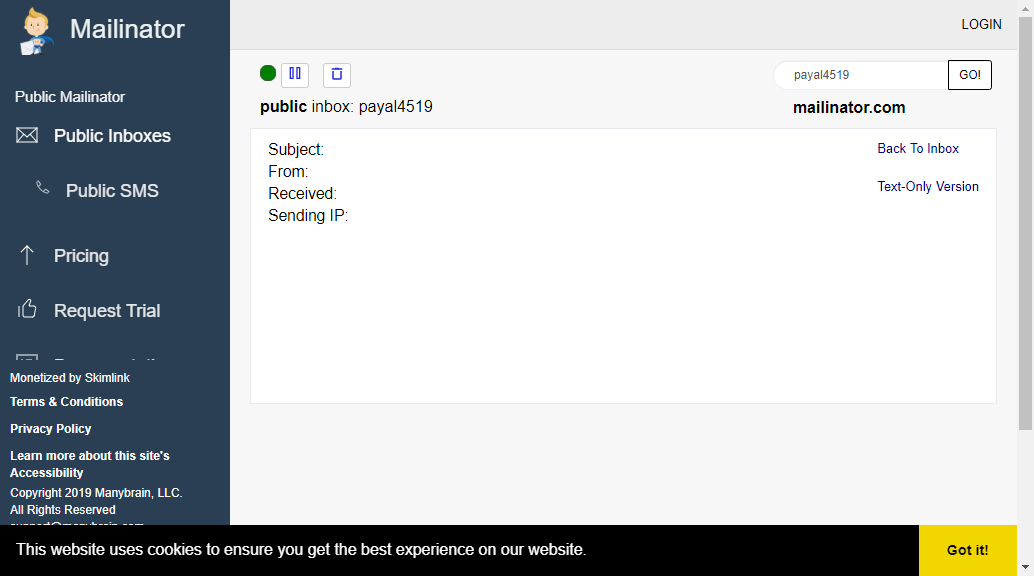 Mailinator
LOGIN
Public Mailinator
Public Inboxes
Public SMS
Pricing
Request Trial
Monetized by Skimlink
Terms & Conditions
Privacy Policy
Learn more about this site's
Accessibility
Copyright 2019 Manybrain, LLC.
All Rights Reserved
payal4519
GO!
public inbox: payal4519
mailinator.com
Subject:
From:
Received:
Sending IP:
Back To Inbox
Text-Only Version
This website uses cookies to ensure you get the best experience on our website.
Got it!